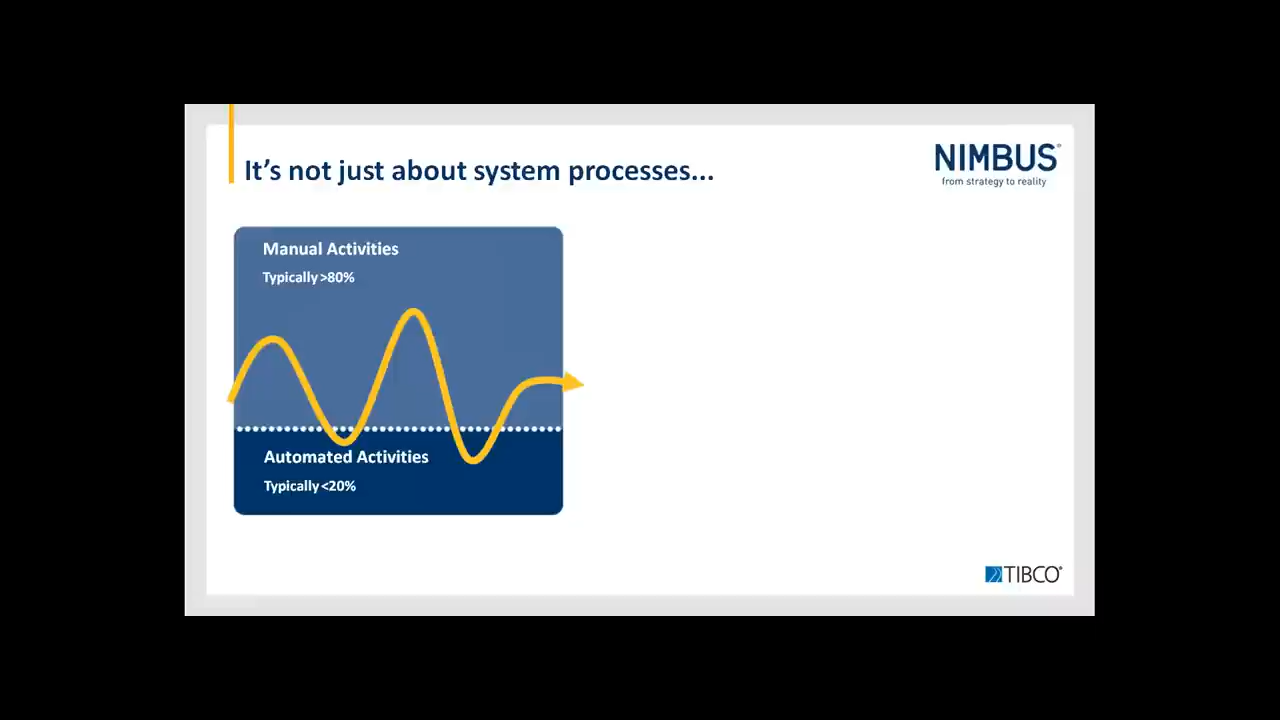 It's not just about system processes...
NIMBUS®
from strategy to reality
Manual Activities
Typically >80%
Automated Activities
Typically <20%
TIBCO®